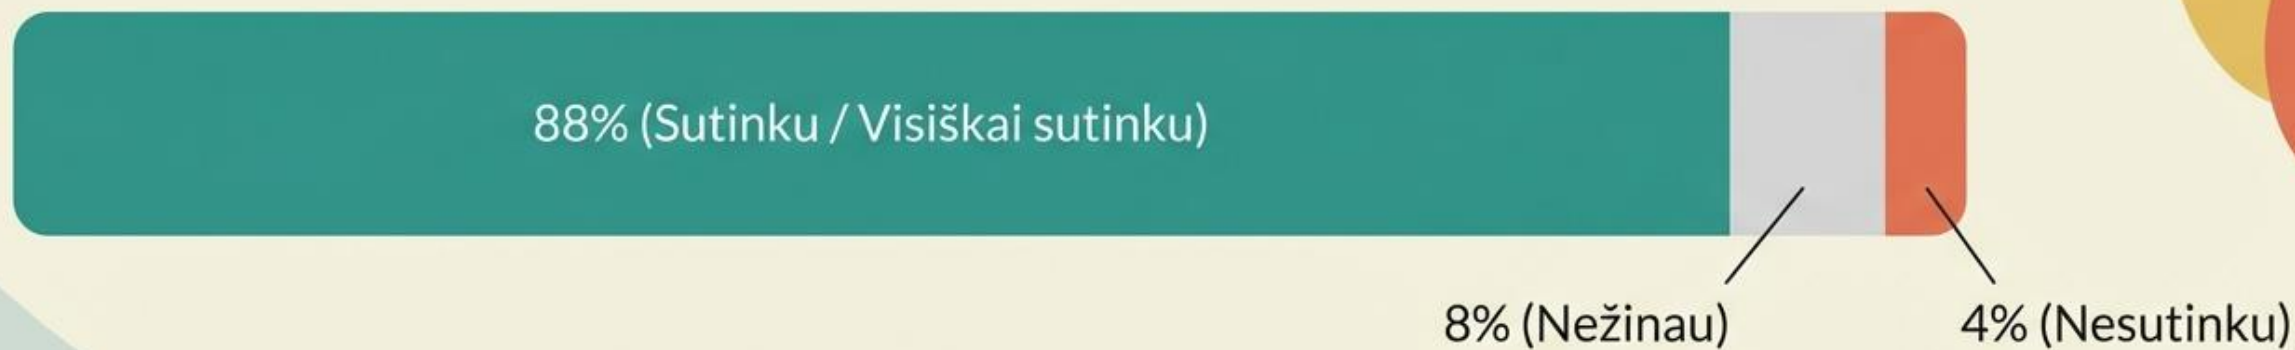 88% (Sutinku / Visiškai sutinku)
8% (Nežinau)
4% (Nesutinku)